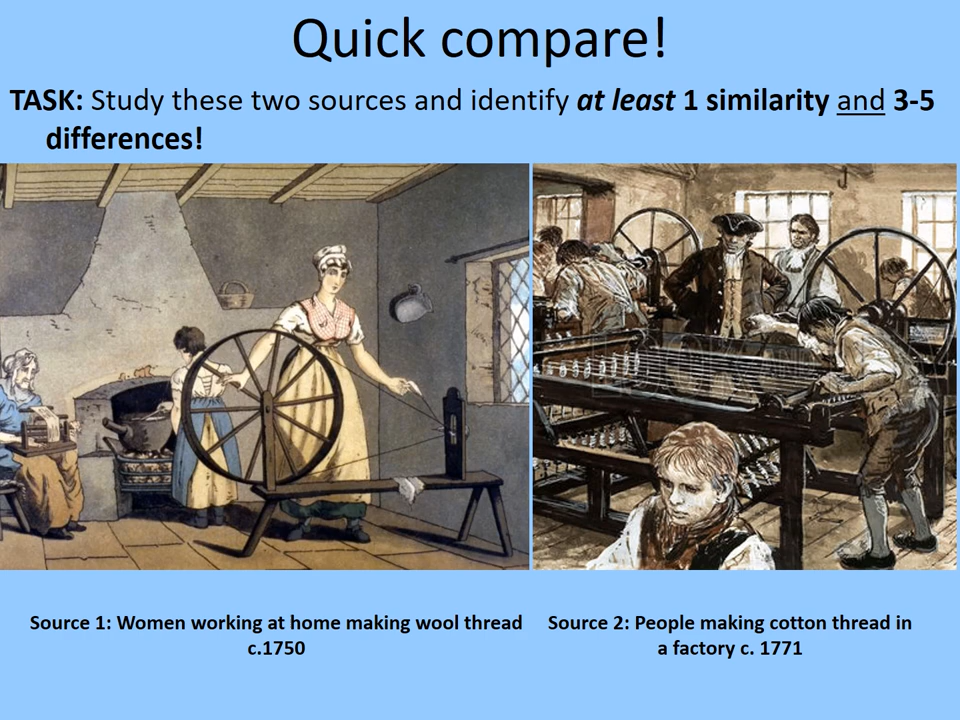 Quick compare!
TASK: Study these two sources and identify at least 1 similarity and 3-5
differences!
Source 1: Women working at home making wool thread
c.1750
Source 2: People making cotton thread in
a factory c. 1771